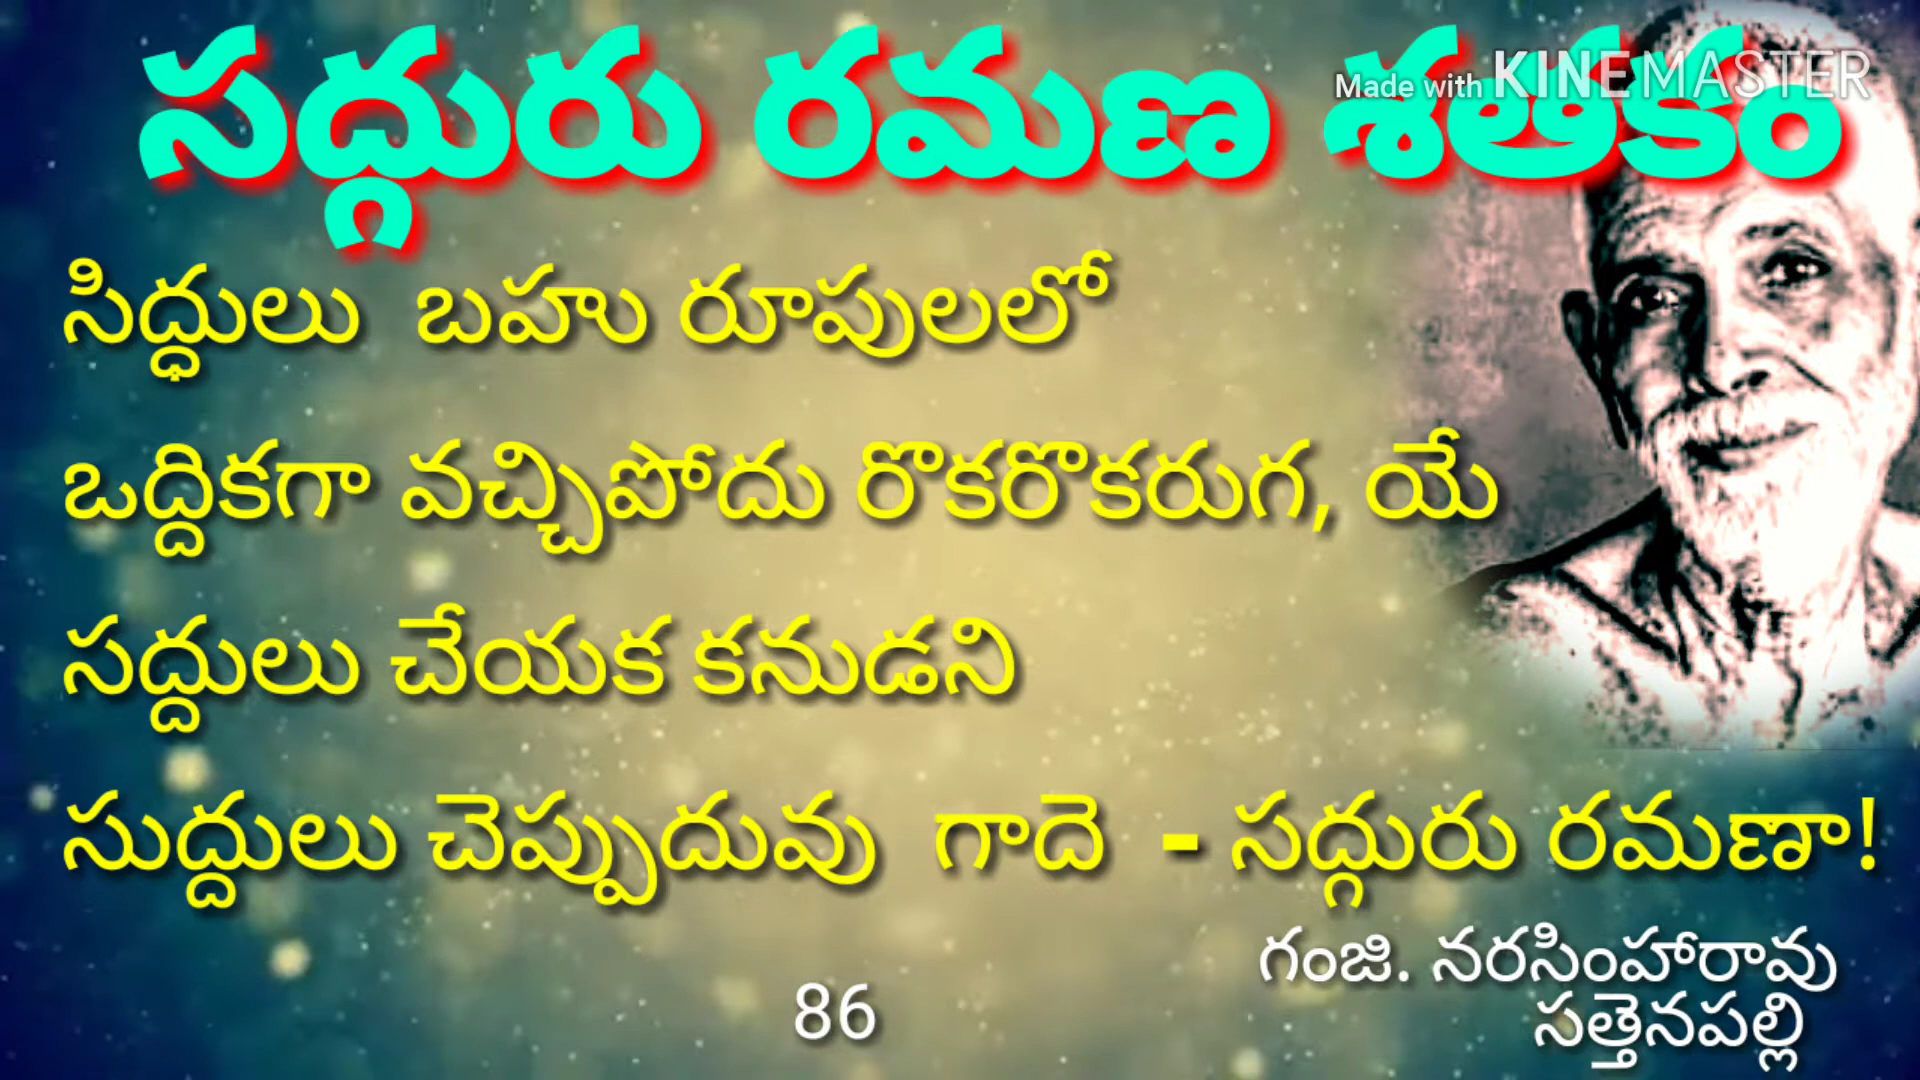 సద్గురు రమణ శతకం
Made with KINEMASTER
సిద్ధులు బహు రూపులలో
ఒద్దికగా వచ్చిపోదు రొకరొకరుగ, యే
సద్దులు చేయక కనుడని
సుద్దులు చెప్పుదువు గాదె - సద్గురు రమణా!
గంజి. నరసింహారావు
సత్తెనపల్లి
86